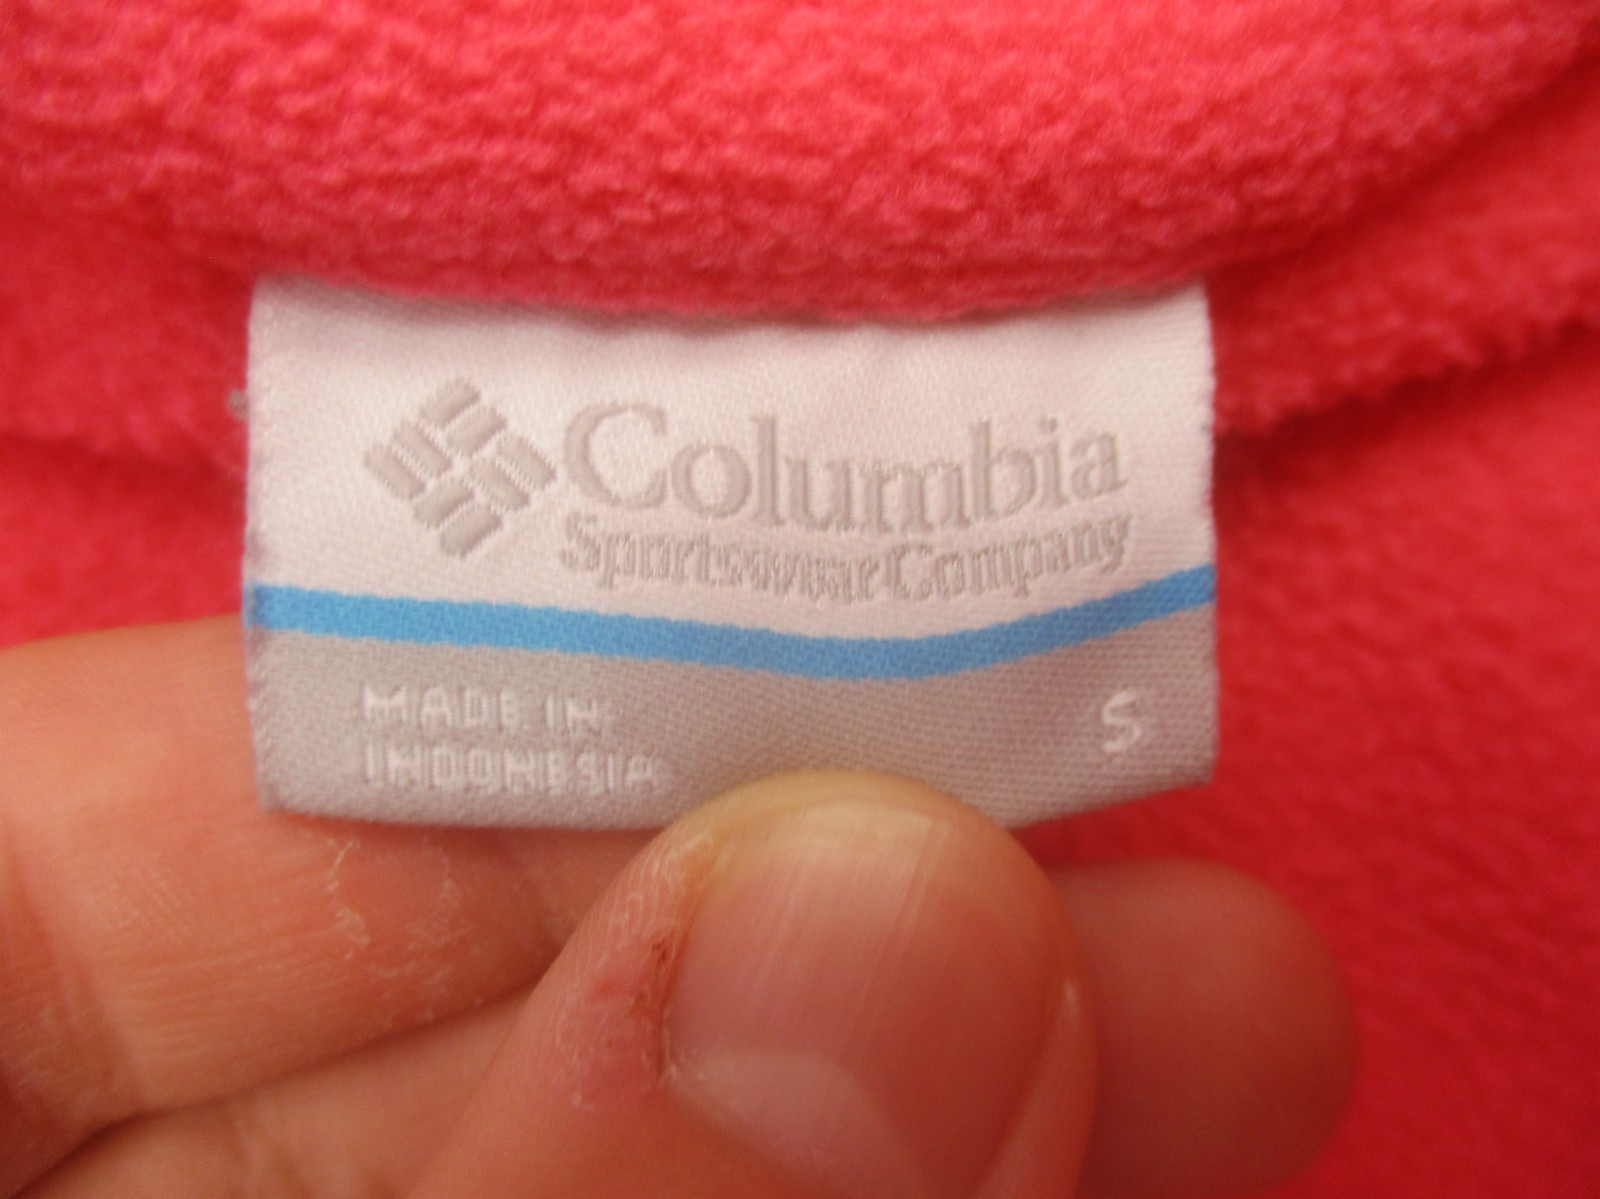 Columbia
Sportswear Company
MADE IN
INDONESIA
S